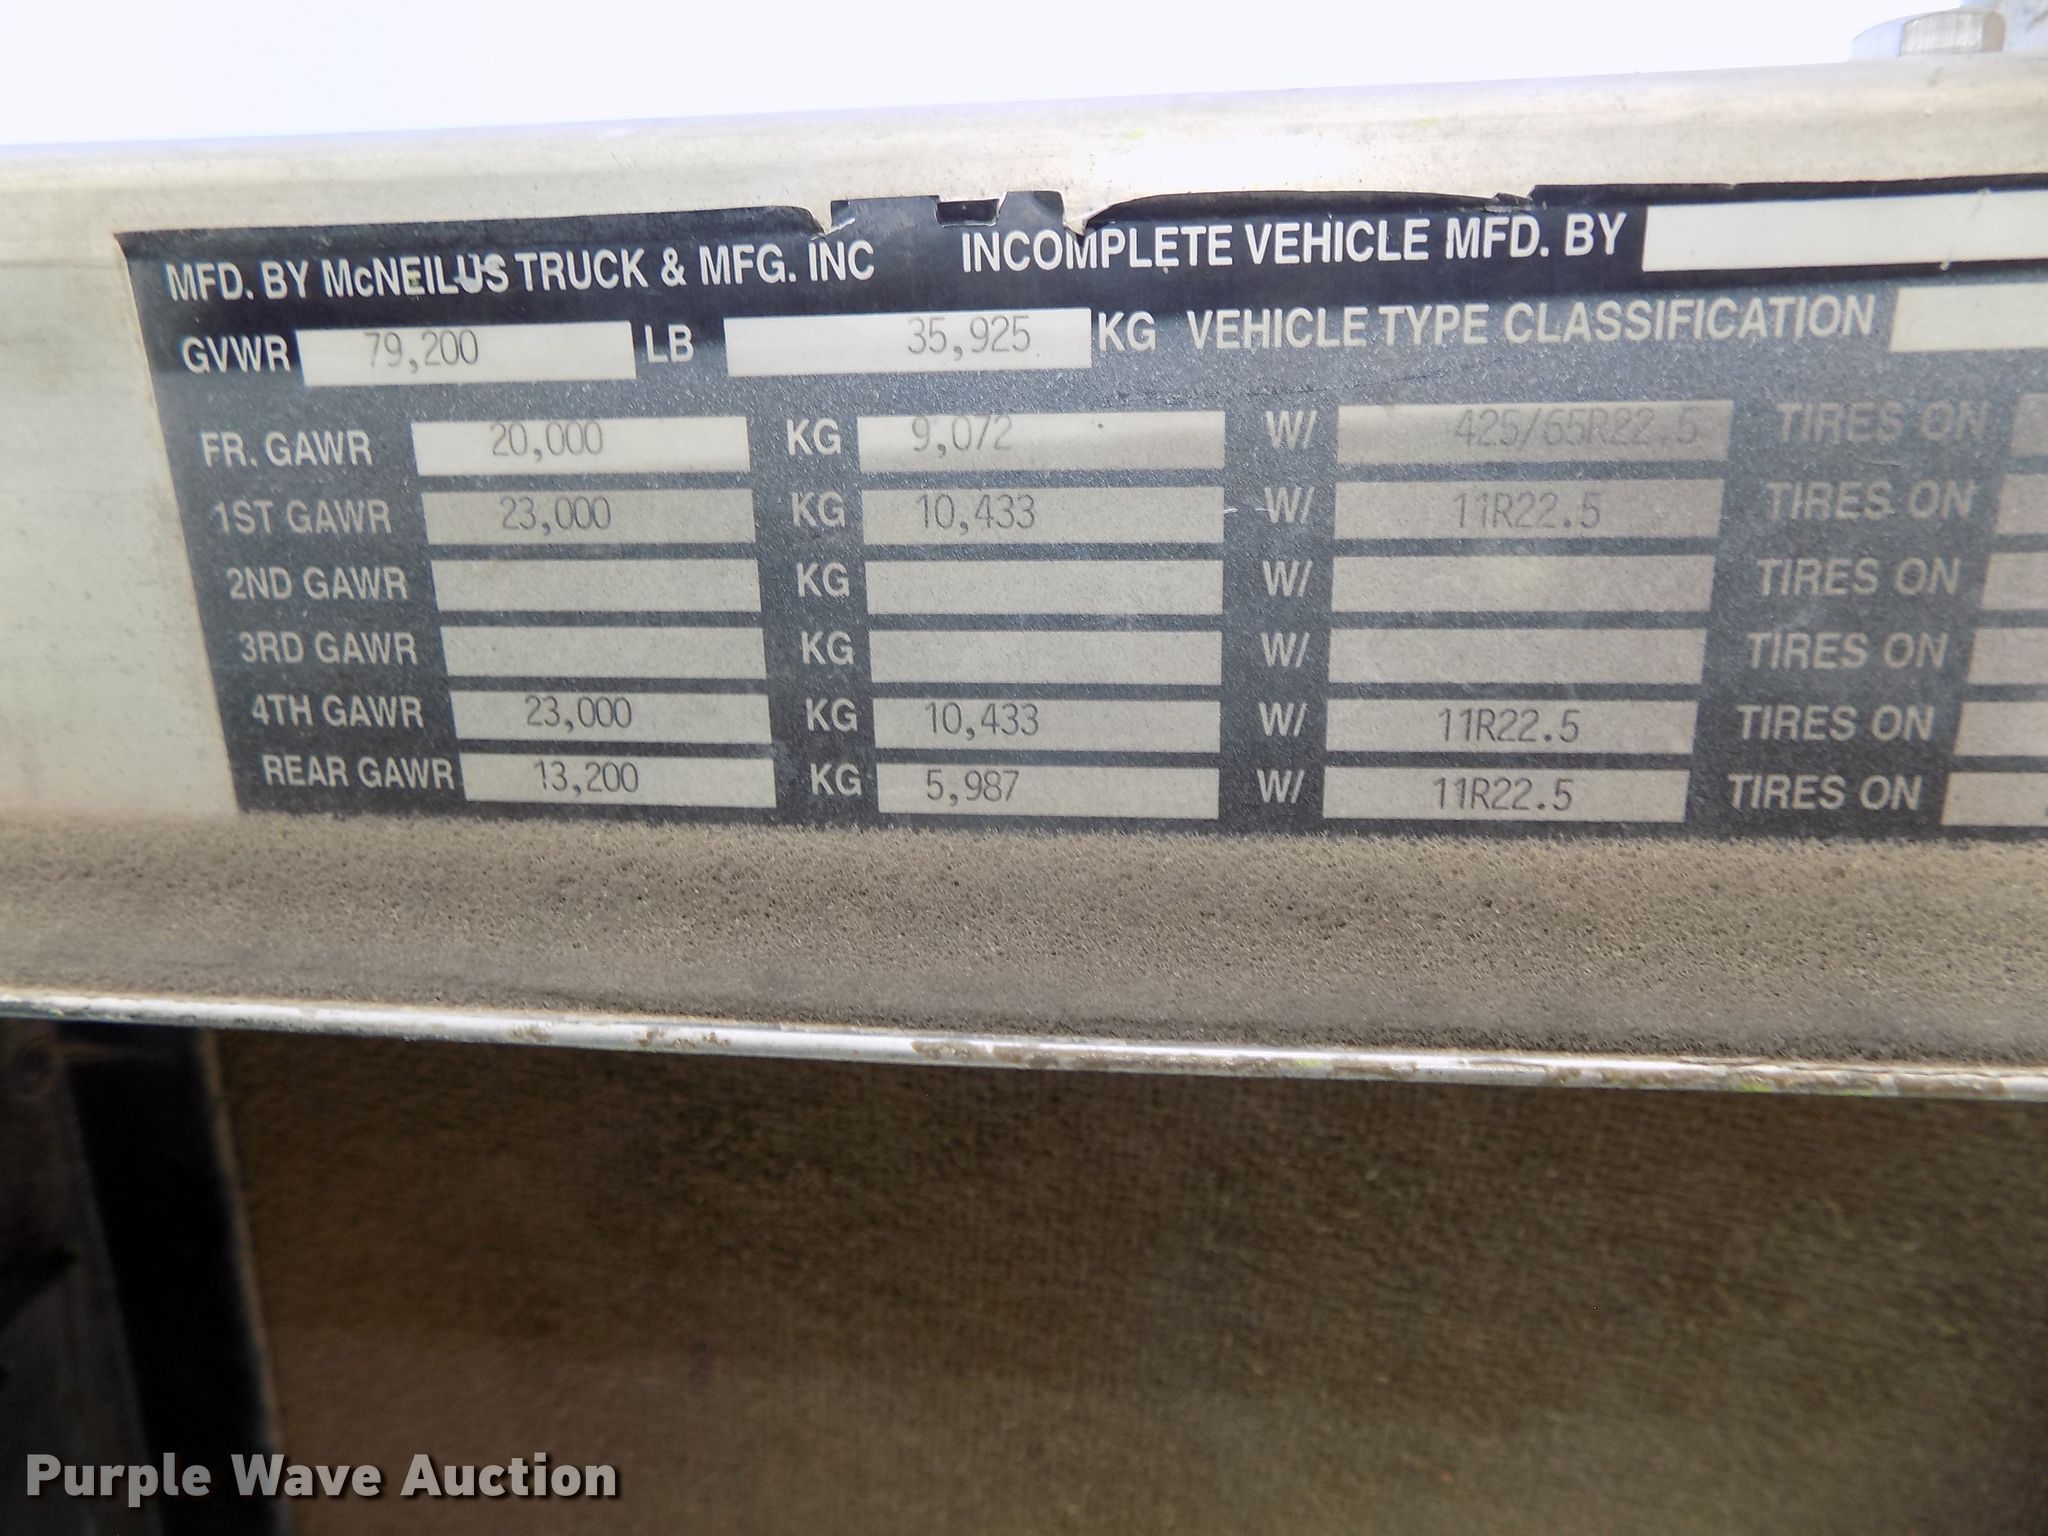 MFD. BY McNEILUS TRUCK & MFG. INC INCOMPLETE VEHICLE MFD. BY
GVWR 79,200 LB 35,925 KG VEHICLE TYPE CLASSIFICATION
FR. GAWR 20,000 KG 9,072 W/ 425/65R22.5 TIRES ON
1ST GAWR 23,000 KG 10,433 W/ 11R22.5 TIRES ON
2ND GAWR KG W/ TIRES ON
3RD GAWR KG W/ TIRES ON
4TH GAWR 23,000 KG 10,433 W/ 11R22.5 TIRES ON
REAR GAWR 13,200 KG 5,987 W/ 11R22.5 TIRES ON
Purple Wave Auction